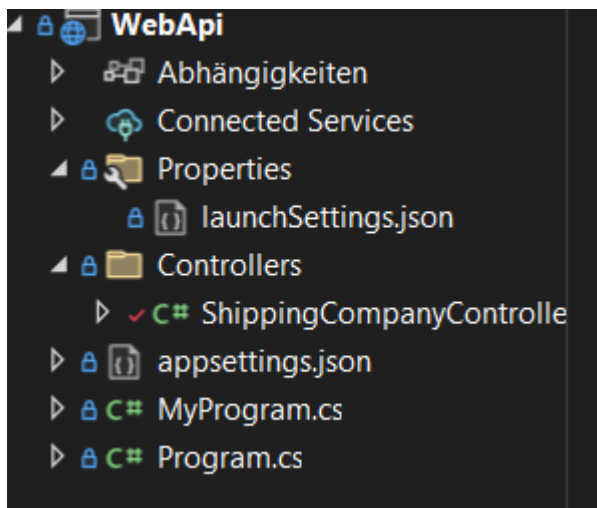 WebApi
Abhängigkeiten
Connected Services
Properties
launchSettings.json
Controllers
C# ShippingCompanyControlle
appsettings.json
C# MyProgram.cs
C# Program.cs